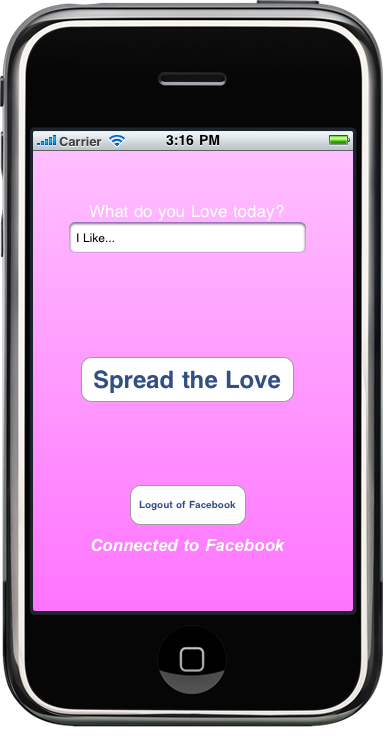 Carrier 3:16 PM
What do you Love today?
I Like...
Spread the Love
Logout of Facebook
Connected to Facebook